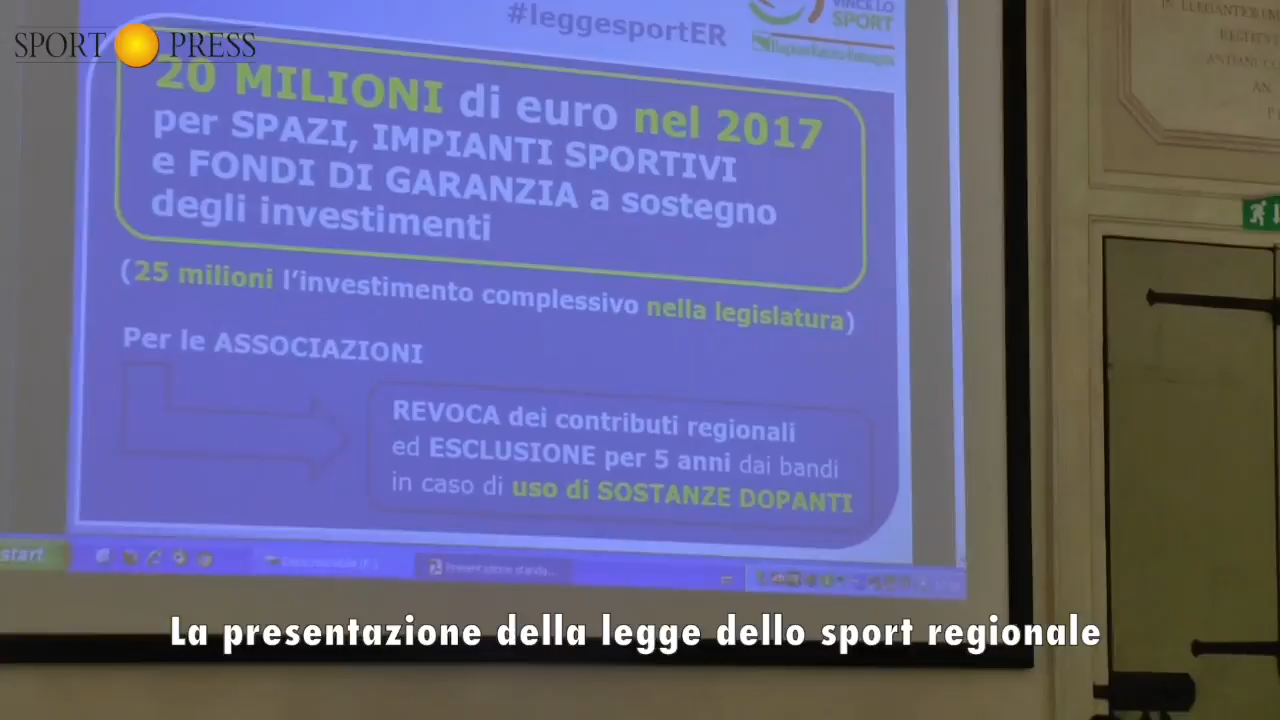 SPORT PRESS
#leggesportER
VINCE LO
SPORT
20 MILIONI di euro nel 2017
per SPAZI, IMPIANTI SPORTIVI
e FONDI DI GARANZIA a sostegno
degli investimenti
(25 milioni l'investimento complessivo nella legislatura)
Per le ASSOCIAZIONI
REVOCA dei contributi regionali
ed ESCLUSIONE per 5 anni dai bandi
in caso di uso di SOSTANZE DOPANTI
start
La presentazione della legge dello sport regionale